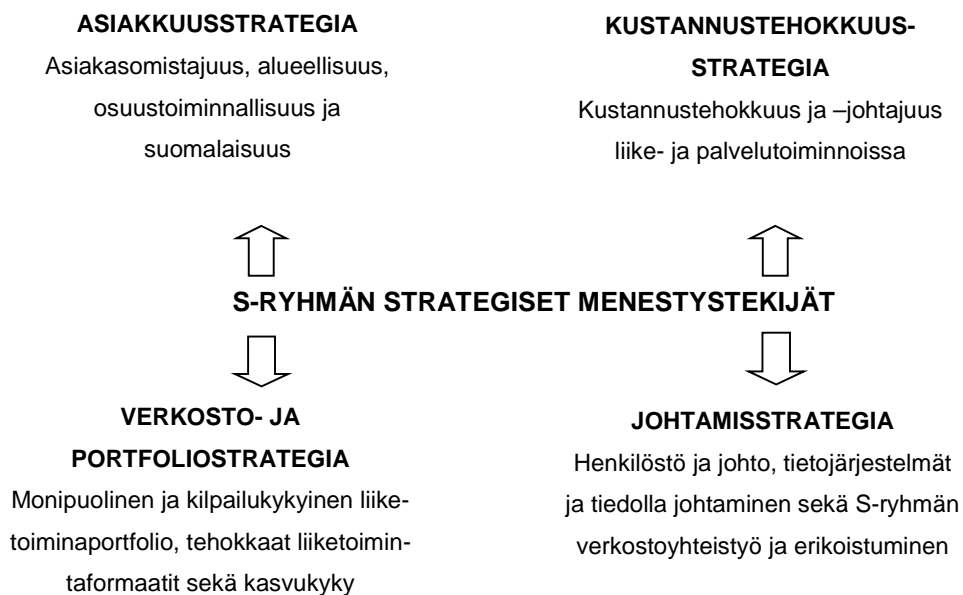 ASIAKKUUSSTRATEGIA
Asiakasomistajuus, alueellisuus,
osuustoiminnallisuus ja
suomalaisuus
KUSTANNUSTEHOKKUUS-
STRATEGIA
Kustannustehokkuus ja –johtajuus
liike- ja palvelutoiminnoissa
S-RYHMÄN STRATEGISET MENESTYSTEKIJÄT
VERKOSTO- JA
PORTFOLIOSTRATEGIA
Monipuolinen ja kilpailukykyinen liike-
toiminaportfolio, tehokkaat liiketoimin-
taformaatit sekä kasvukyky
JOHTAMISSTRATEGIA
Henkilöstö ja johto, tietojärjestelmät
ja tiedolla johtaminen sekä S-ryhmän
verkostoyhteistyö ja erikoistuminen